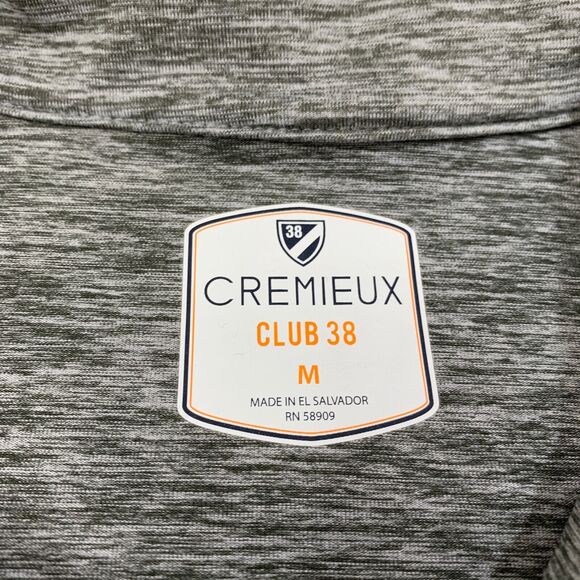 38
CREMIEUX
CLUB 38
M
MADE IN EL SALVADOR
RN 58909